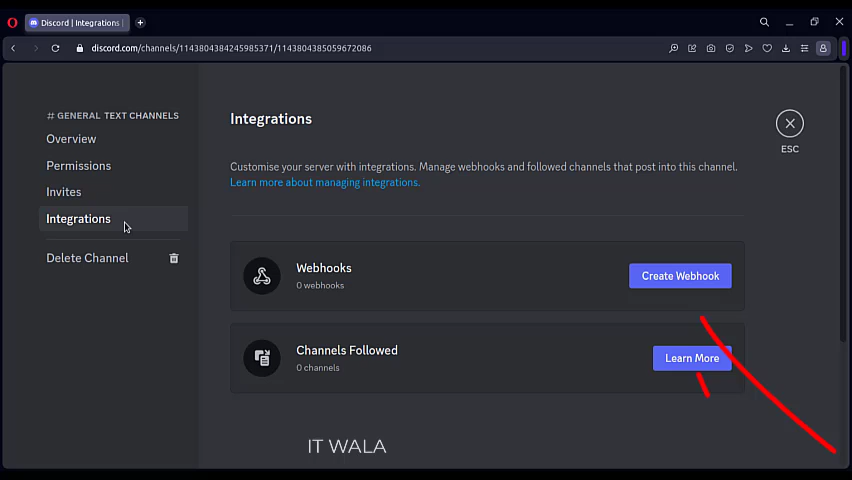 Discord | Integrations |
discord.com/channels/1143804384245985371/1143804385059672086
# GENERAL TEXT CHANNELS
Overview
Permissions
Invites
Integrations
Delete Channel
Integrations
ESC
Customise your server with integrations. Manage webhooks and followed channels that post into this channel.
Learn more about managing integrations.
Webhooks
0 webhooks
Create Webhook
Channels Followed
0 channels
Learn More
IT WALA